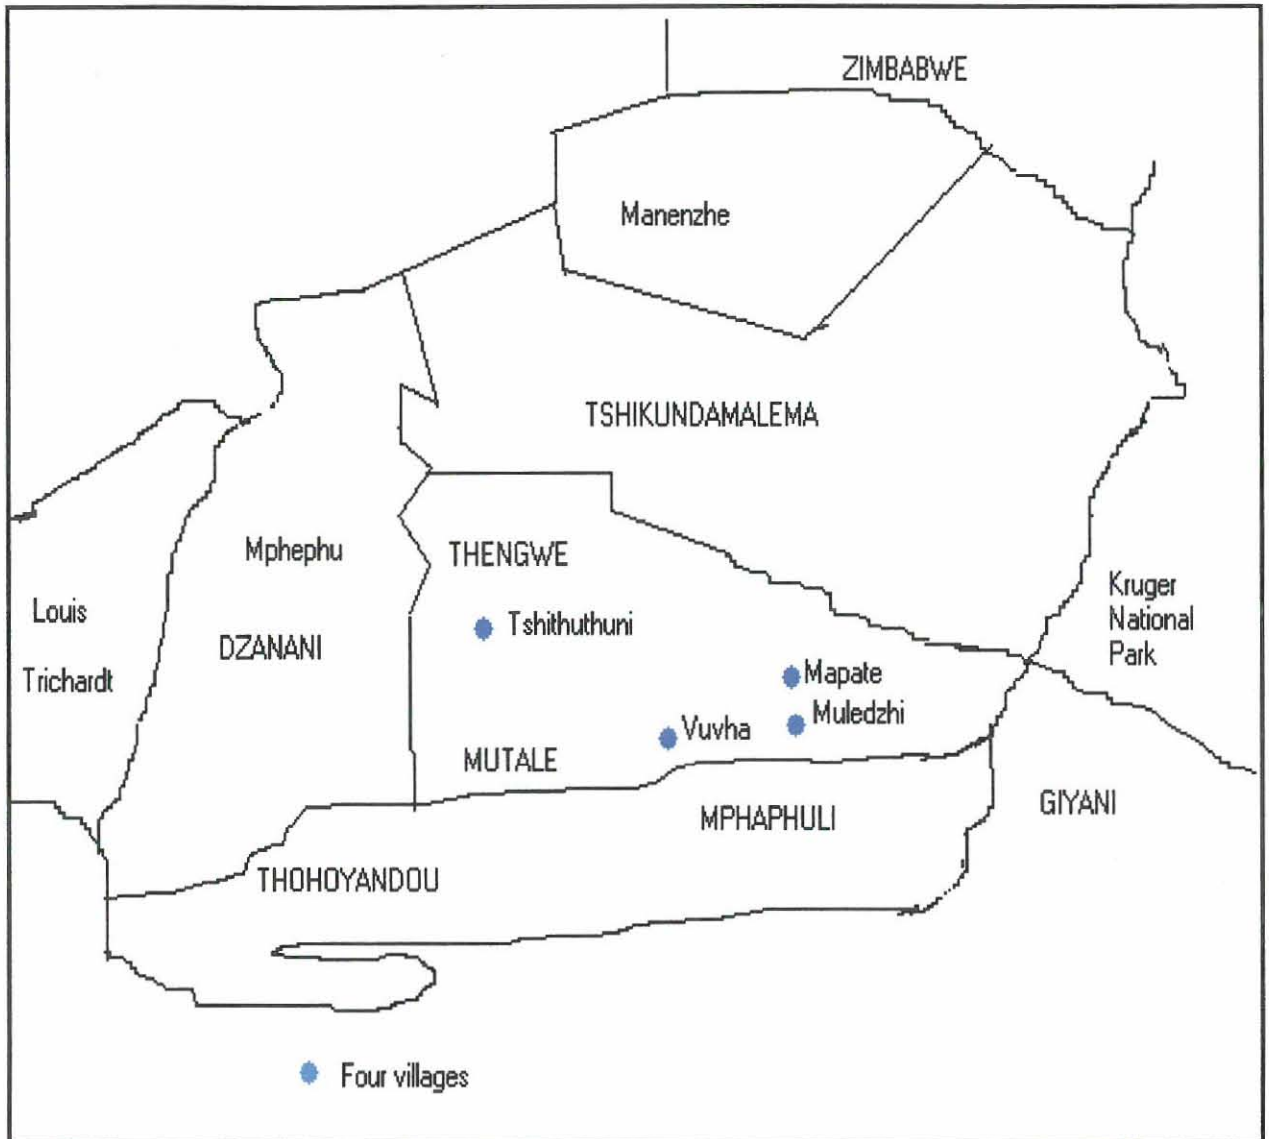 ZIMBABWE
Manenzhe
TSHIKUNDAMALEMA
Mphephu
THENGWE
Louis
Trichardt
DZANANI
Tshithuthuni
Kruger
National
Park
Mapate
Muledzhi
Vuvha
MUTALE
MPHAPHULI
GIYANI
THOHOYANDOU
Four villages